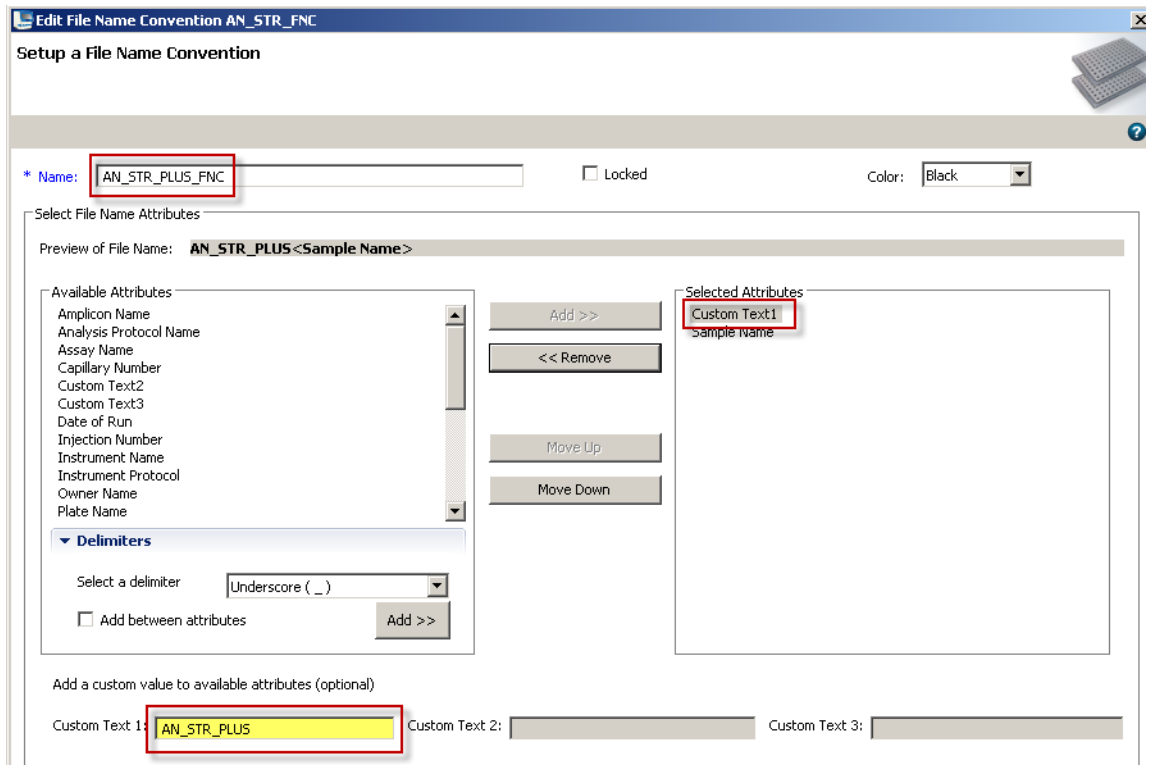 Edit File Name Convention AN_STR_FNC
Setup a File Name Convention
* Name: AN_STR_PLUS_FNC Locked Color: Black
Select File Name Attributes
Preview of File Name: AN_STR_PLUS<Sample Name>
Available Attributes
Amplicon Name
Analysis Protocol Name
Assay Name
Capillary Number
Custom Text2
Custom Text3
Date of Run
Injection Number
Instrument Name
Instrument Protocol
Owner Name
Plate Name
Delimiters
Select a delimiter Underscore ( _ )
Add between attributes Add >>
Add >>
<< Remove
Move Up
Move Down
Selected Attributes
Custom Text1
Sample Name
Add a custom value to available attributes (optional)
Custom Text 1: AN_STR_PLUS Custom Text 2: Custom Text 3: